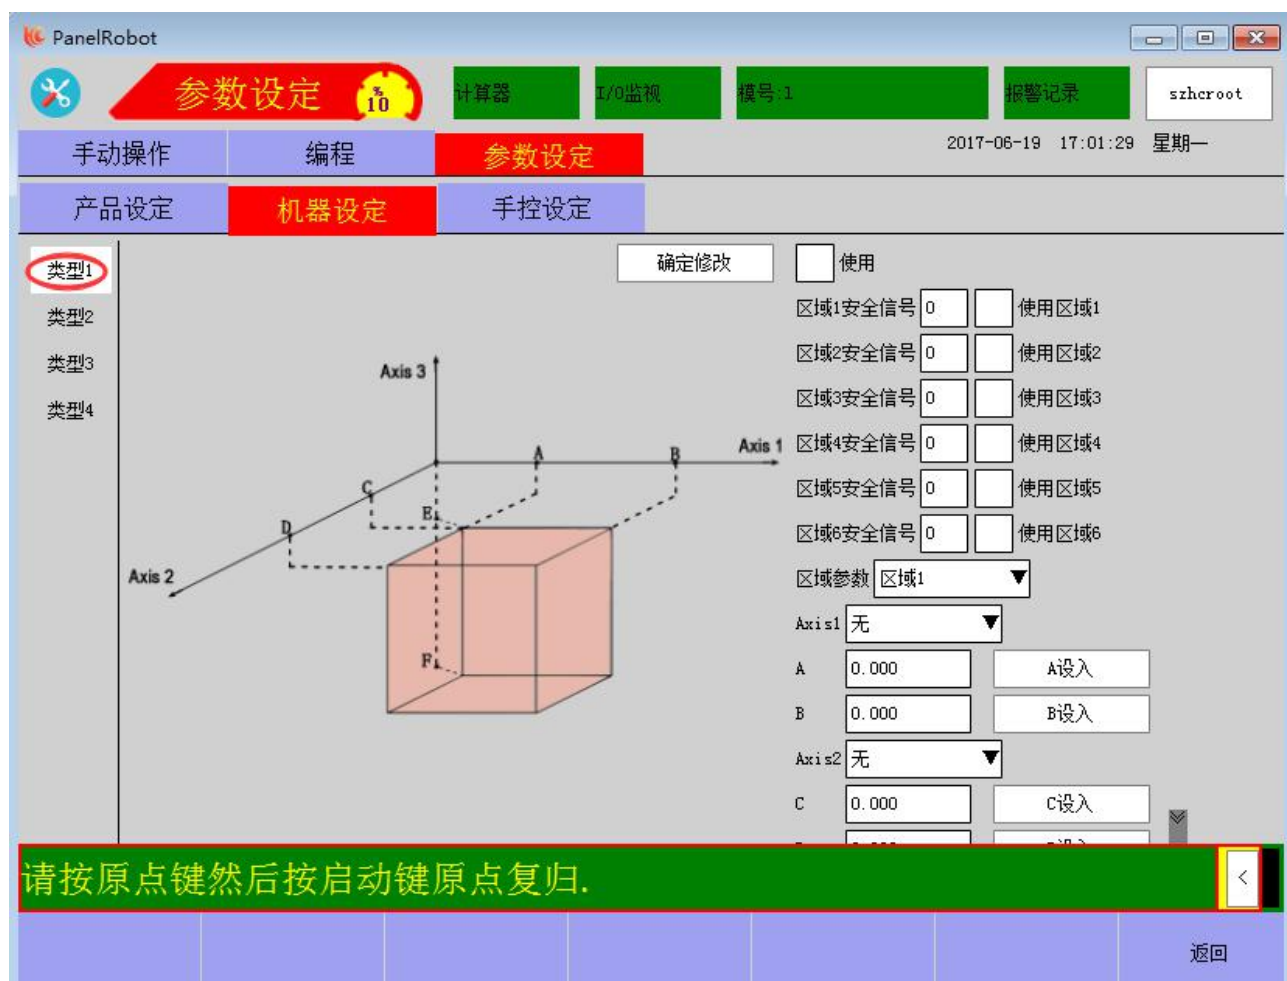 PanelRobot
参数设定 % 10 计算器 I/O监视 模号:1 报警记录 szhcroot
手动操作 编程 参数设定 2017-06-19 17:01:29 星期一
产品设定 机器设定 手控设定
类型1 确定修改 使用
区域1安全信号 0 使用区域1
类型2
区域2安全信号 0 使用区域2
类型3
Axis 3
区域3安全信号 0 使用区域3
类型4
A B Axis 1 区域4安全信号 0 使用区域4
C 区域5安全信号 0 使用区域5
D E 区域6安全信号 0 使用区域6
Axis 2 区域参数 区域1
Axis1 无
F A 0.000 A设入
B 0.000 B设入
Axis2 无
C 0.000 C设入
请按原点键然后按启动键原点复归.
<
返回